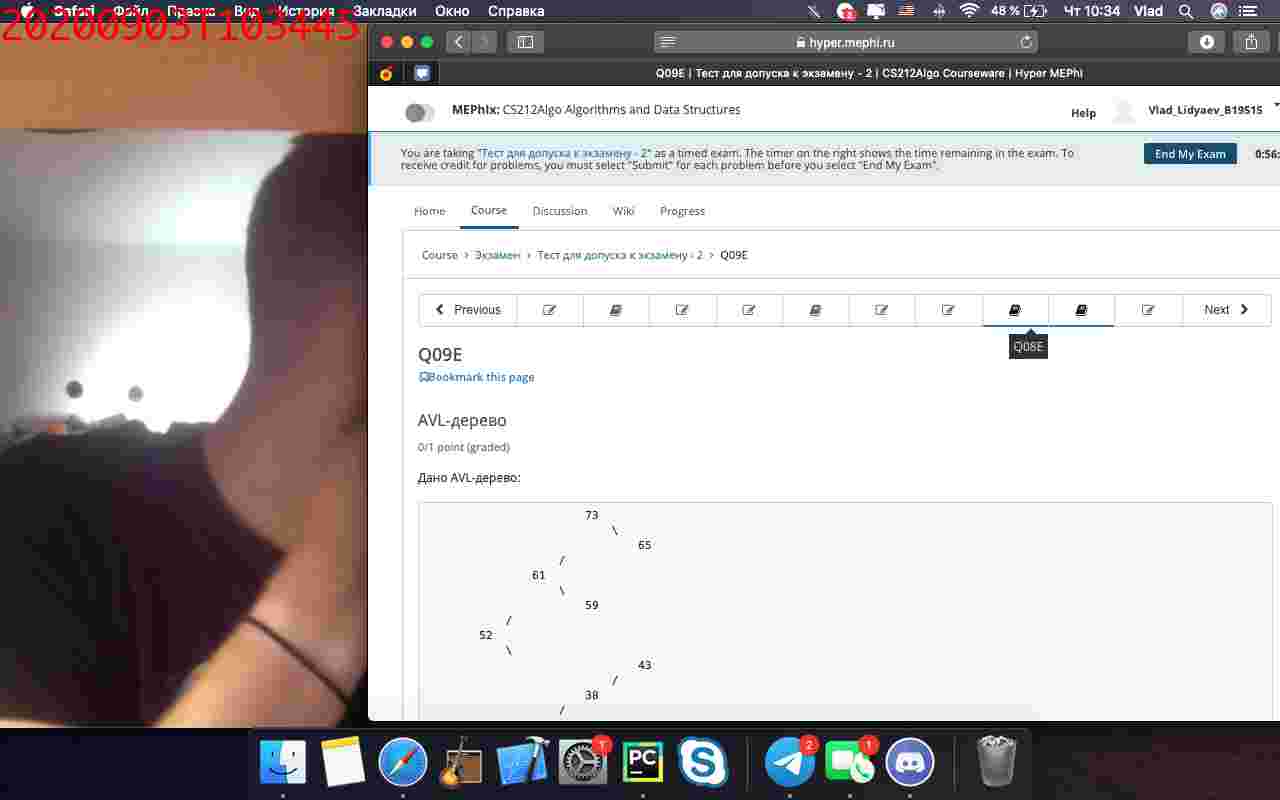 Safari Файл Правка Вид История Закладки Окно Справка 48 % Чт 10:34 Vlad
20200903T103445
hyper.mephi.ru
Q09E | Тест для допуска к экзамену - 2 | CS212Algo Courseware | Hyper MEPhI
MEPhIx: CS212Algo Algorithms and Data Structures
Help Vlad_Lidyaev_B19515
You are taking "Тест для допуска к экзамену - 2" as a timed exam. The timer on the right shows the time remaining in the exam. To
receive credit for problems, you must select "Submit" for each problem before you select "End My Exam".
End My Exam 0:56:
Home Course Discussion Wiki Progress
Course > Экзамен > Тест для допуска к экзамену - 2 > Q09E
Previous Next
Q08E
Q09E
Bookmark this page
AVL-дерево
0/1 point (graded)
Дано AVL-дерево:
73
\
65
/
61
\
59
/
52
\
43
/
38
/
PC
2
1